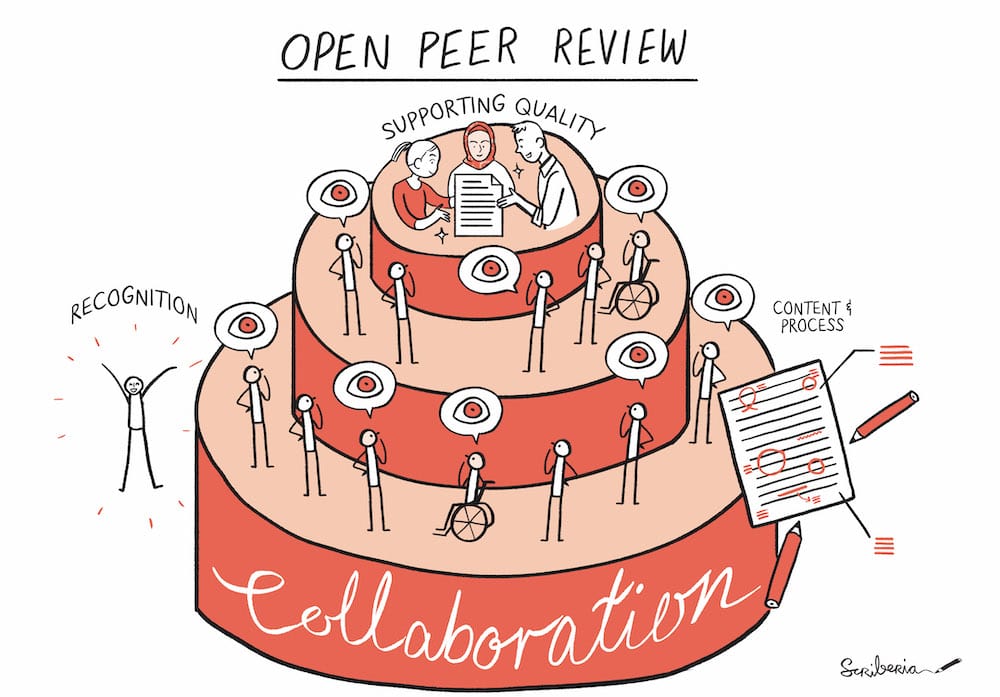 OPEN PEER REVIEW
SUPPORTING QUALITY
RECOGNITION
CONTENT &
PROCESS
Collaboration
Scriberia